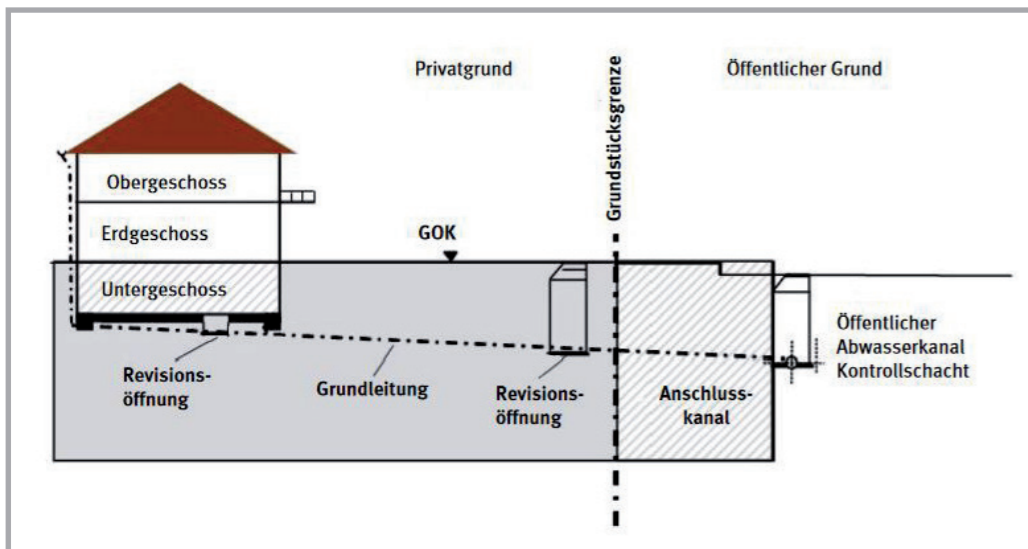 Privatgrund
Öffentlicher Grund
Grundstücksgrenze
Obergeschoss
Erdgeschoss
GOK
Untergeschoss
Revisions-
öffnung
Grundleitung
Revisions-
öffnung
Anschluss-
kanal
Öffentlicher
Abwasserkanal
Kontrollschacht